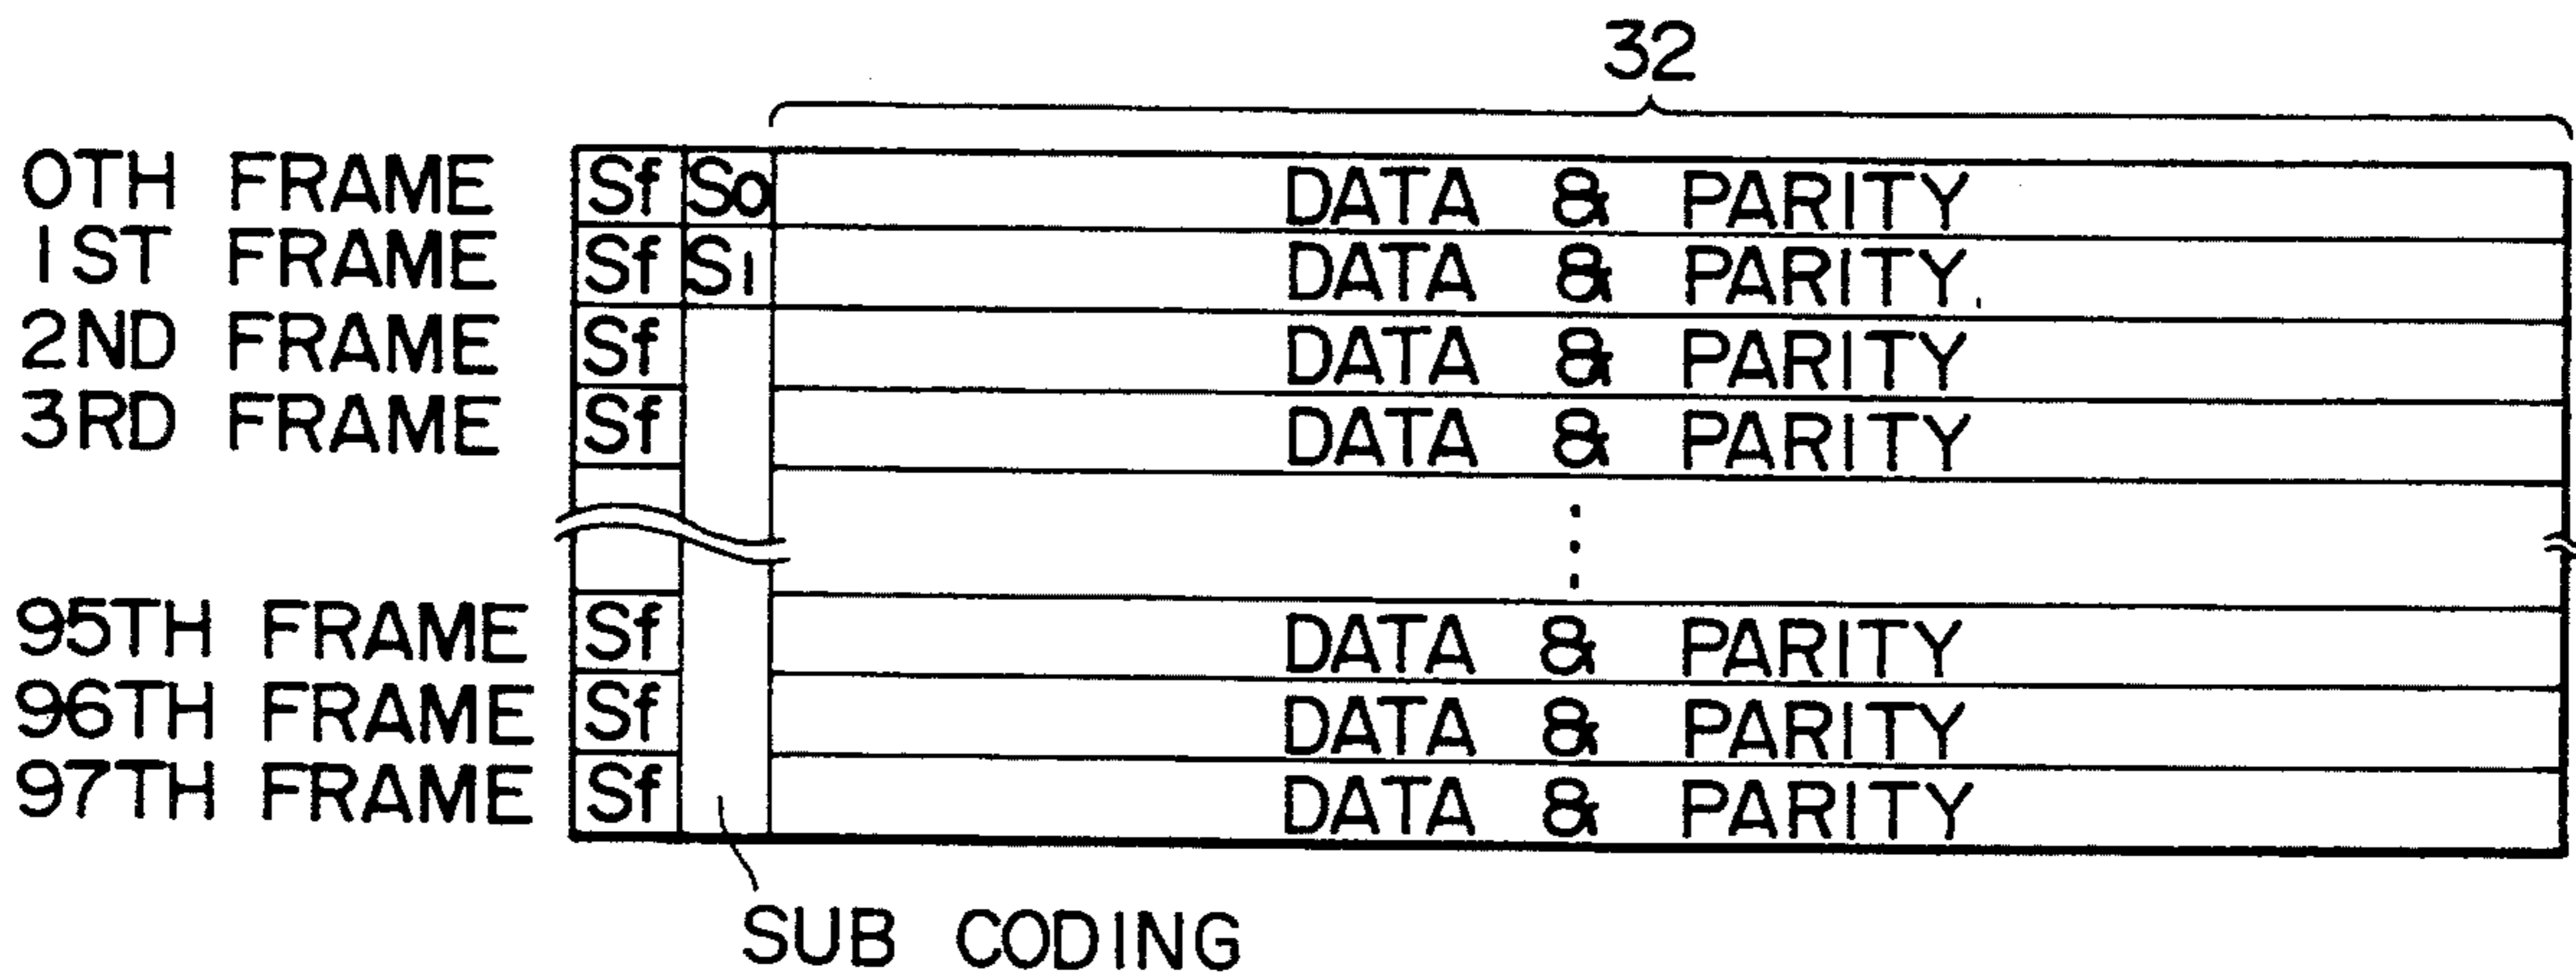 32
0TH FRAME Sf S0 DATA & PARITY
1ST FRAME Sf S1 DATA & PARITY
2ND FRAME Sf DATA & PARITY
3RD FRAME Sf DATA & PARITY
95TH FRAME Sf DATA & PARITY
96TH FRAME Sf DATA & PARITY
97TH FRAME Sf DATA & PARITY
SUB CODING